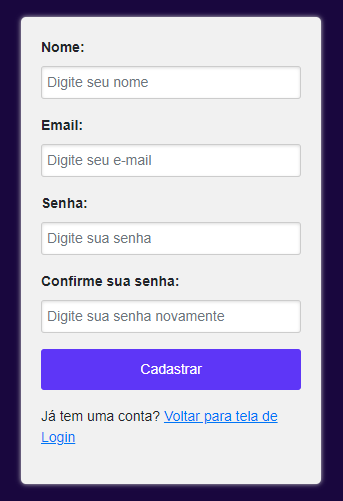 Nome:
Digite seu nome
Email:
Digite seu e-mail
Senha:
Digite sua senha
Confirme sua senha:
Digite sua senha novamente
Cadastrar
Já tem uma conta? Voltar para tela de
Login